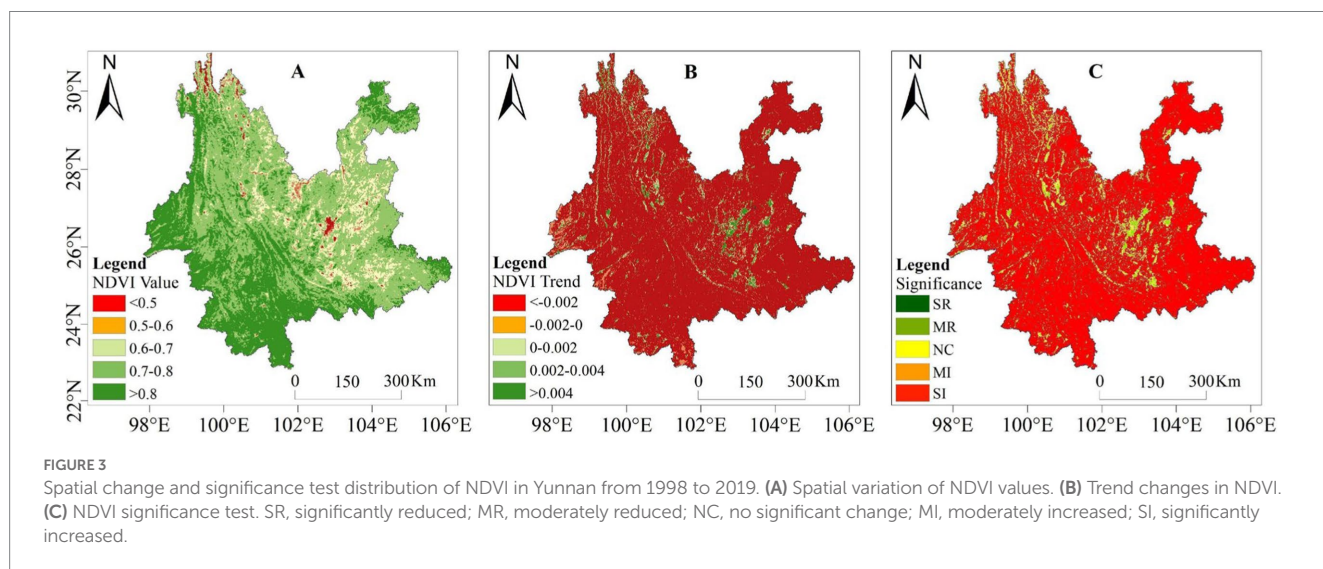 N
A
30°N
28°N
26°N
24°N
22°N
Legend
NDVI Value
<0.5
0.5-0.6
0.6-0.7
0.7-0.8
>0.8
0 150 300Km
98°E 100°E 102°E 104°E 106°E
N
B
Legend
NDVI Trend
<-0.002
-0.002-0
0-0.002
0.002-0.004
>0.004
0 150 300Km
98°E 100°E 102°E 104°E 106°E
N
C
Legend
Significance
SR
MR
NC
MI
SI
0 150 300Km
98°E 100°E 102°E 104°E 106°E
FIGURE 3
Spatial change and significance test distribution of NDVI in Yunnan from 1998 to 2019. (A) Spatial variation of NDVI values. (B) Trend changes in NDVI.
(C) NDVI significance test. SR, significantly reduced; MR, moderately reduced; NC, no significant change; MI, moderately increased; SI, significantly
increased.